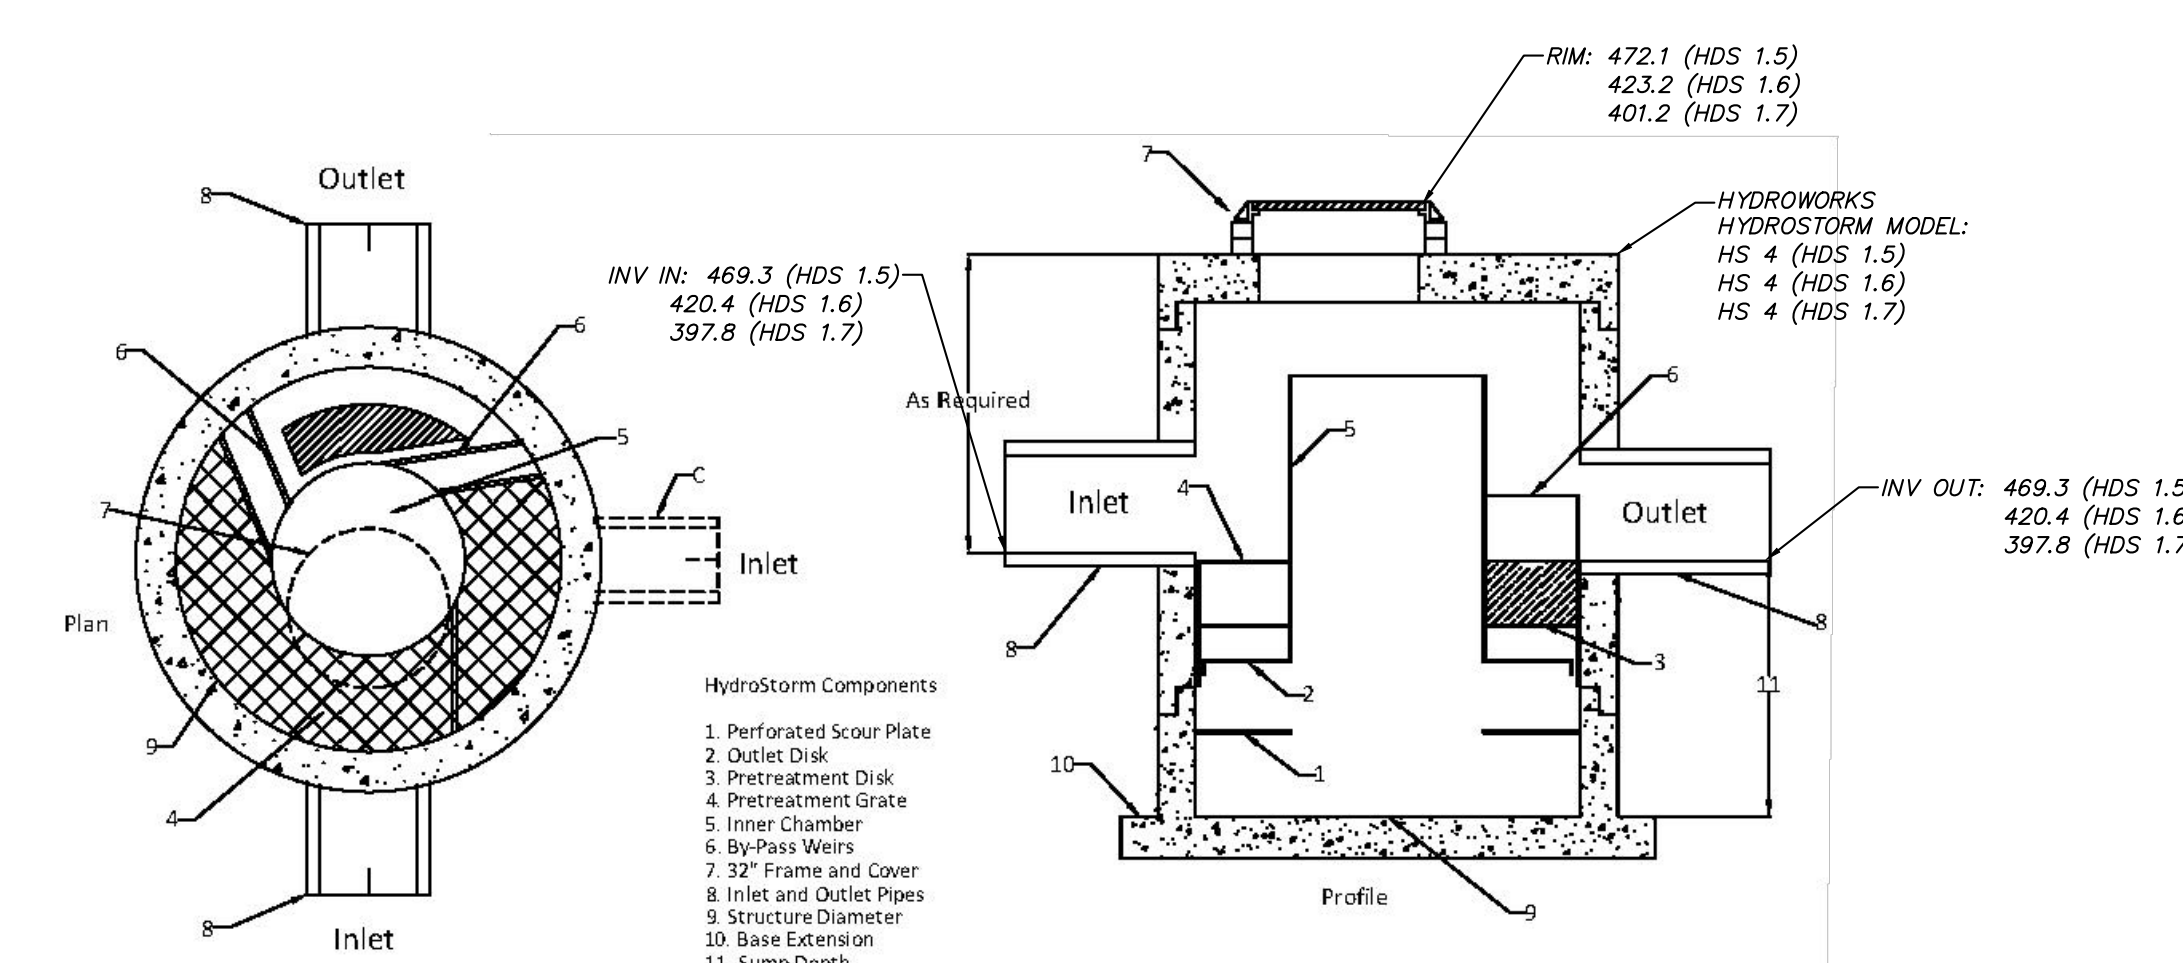 RIM: 472.1 (HDS 1.5)
423.2 (HDS 1.6)
401.2 (HDS 1.7)
7
HYDROWORKS
HYDROSTORM MODEL:
HS 4 (HDS 1.5)
HS 4 (HDS 1.6)
HS 4 (HDS 1.7)
8
Outlet
INV IN: 469.3 (HDS 1.5)
420.4 (HDS 1.6)
397.8 (HDS 1.7)
6
6
5
7
C
Inlet
Plan
9
4
8
Inlet
As Required
6
5
4
Inlet
Outlet
INV OUT: 469.3 (HDS 1.5
420.4 (HDS 1.6
397.8 (HDS 1.7
8
8
3
2
11
10
1
9
Profile
HydroStorm Components
1. Perforated Scour Plate
2. Outlet Disk
3. Pretreatment Disk
4. Pretreatment Grate
5. Inner Chamber
6. By-Pass Weirs
7. 32" Frame and Cover
8. Inlet and Outlet Pipes
9. Structure Diameter
10. Base Extension
11. Sump Depth